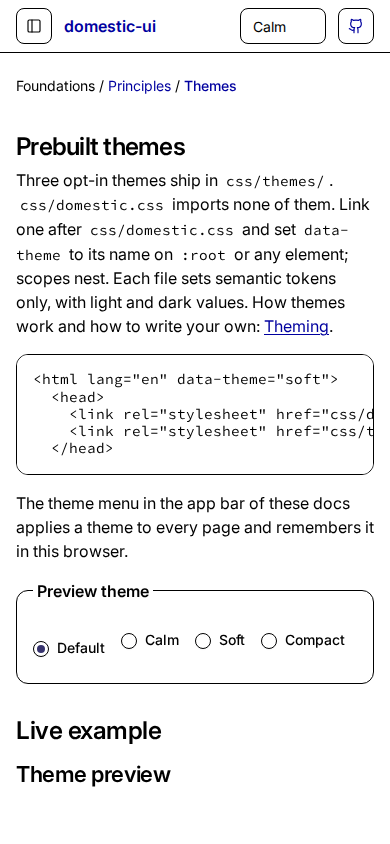 domestic-ui
Calm
Foundations / Principles / Themes
Prebuilt themes
Three opt-in themes ship in css/themes/ .
css/domestic.css imports none of them. Link
one after css/domestic.css and set data-
theme to its name on :root or any element;
scopes nest. Each file sets semantic tokens
only, with light and dark values. How themes
work and how to write your own: Theming.
<html lang="en" data-theme="soft">
<head>
<link rel="stylesheet" href="css/d
<link rel="stylesheet" href="css/t
</head>
The theme menu in the app bar of these docs
applies a theme to every page and remembers it
in this browser.
Preview theme
Default Calm Soft Compact
Live example
Theme preview